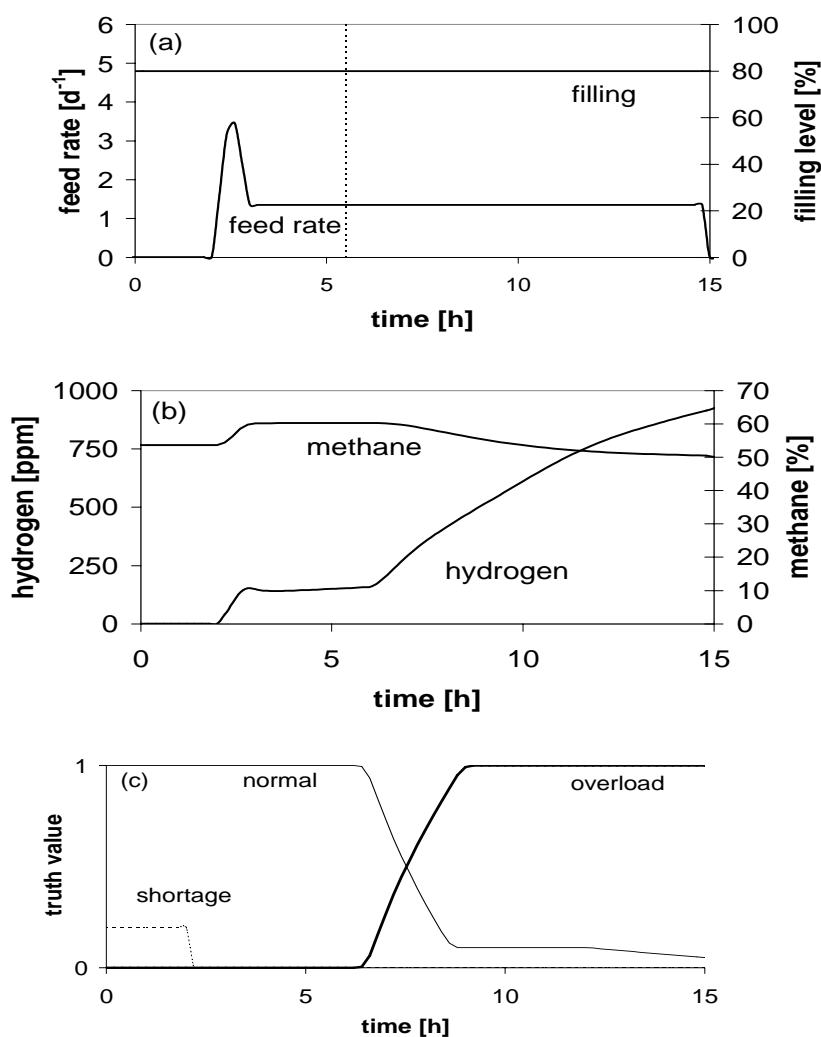 (a)
feed rate [d⁻¹]
6
5
4
3
2
1
0
100
80
60
40
20
0
filling level [%]
filling
feed rate
0 5 10 15
time [h]
(b)
hydrogen [ppm]
1000
750
500
250
0
70
60
50
40
30
20
10
0
methane [%]
methane
hydrogen
0 5 10 15
time [h]
(c)
truth value
1
0
normal
overload
shortage
0 5 10 15
time [h]